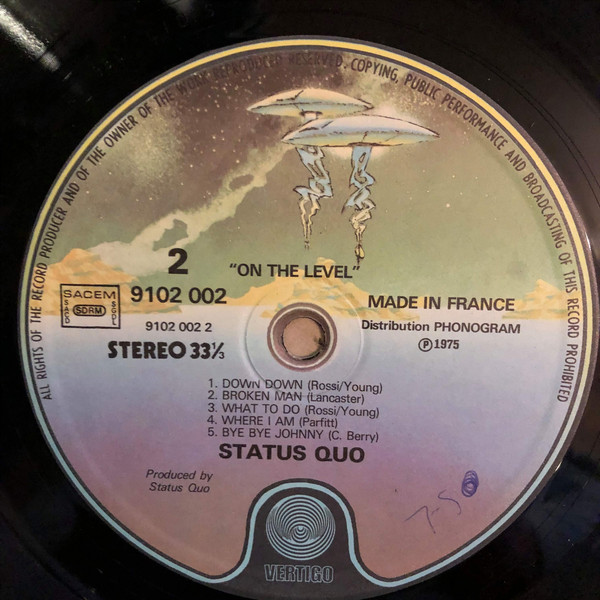 ALL RIGHTS OF THE RECORD PRODUCER AND OF THE OWNER OF THE WORK REPRODUCED RESERVED. COPYING, PUBLIC PERFORMANCE AND BROADCASTING OF THIS RECORD PROHIBITED
2
"ON THE LEVEL"
SACEM
SACD
SDRM
SGDL
9102 002
MADE IN FRANCE
9102 002 2
Distribution PHONOGRAM
STEREO 33⅓
℗ 1975
1. DOWN DOWN (Rossi/Young)
2. BROKEN MAN (Lancaster)
3. WHAT TO DO (Rossi/Young)
4. WHERE I AM (Parfitt)
5. BYE BYE JOHNNY (C. Berry)
STATUS QUO
Produced by
Status Quo
VERTIGO